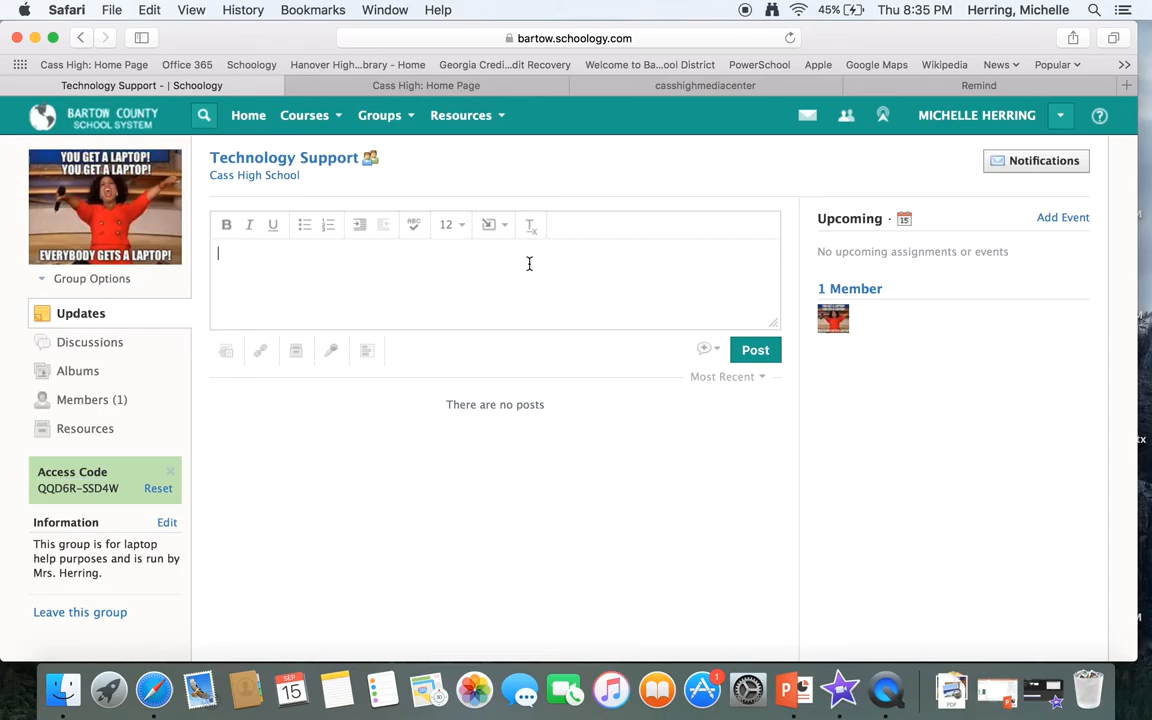 Safari File Edit View History Bookmarks Window Help 45% Thu 8:35 PM Herring, Michelle
bartow.schoology.com
Cass High: Home Page Office 365 Schoology Hanover High...brary - Home Georgia Credi...dit Recovery Welcome to Ba...ool District PowerSchool Apple Google Maps Wikipedia News Popular >>
Technology Support - | Schoology Cass High: Home Page casshighmediacenter Remind +
BARTOW COUNTY
SCHOOL SYSTEM
Home Courses Groups Resources MICHELLE HERRING ?
YOU GET A LAPTOP!
YOU GET A LAPTOP!
EVERYBODY GETS A LAPTOP!
Technology Support
Cass High School
Notifications
B I U ABC 12 Tx
Upcoming · 15 Add Event
No upcoming assignments or events
1 Member
Group Options
Updates
Discussions
Albums
Members (1)
Resources
Post
Most Recent
There are no posts
Access Code ×
QQD6R-SSD4W Reset
Information Edit
This group is for laptop
help purposes and is run by
Mrs. Herring.
Leave this group
SEP
15
1
PDF